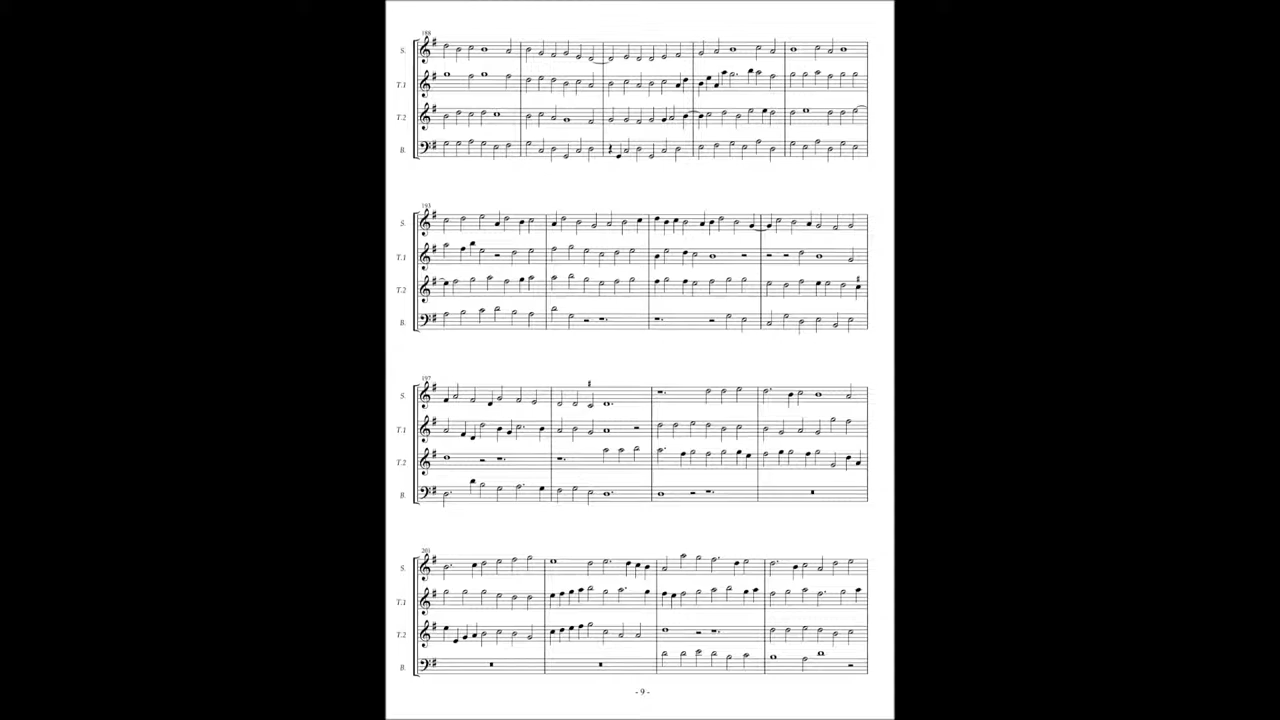 188
S.
T.1
T.2
B.
193
S.
T.1
T.2
B.
197
S.
T.1
T.2
B.
201
S.
T.1
T.2
B.
- 9 -